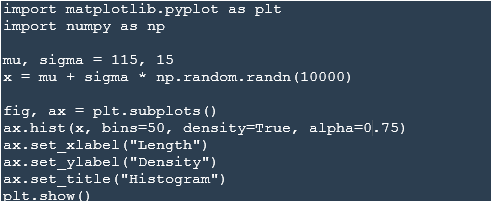 import matplotlib.pyplot as plt
import numpy as np
mu, sigma = 115, 15
x = mu + sigma * np.random.randn(10000)
fig, ax = plt.subplots()
ax.hist(x, bins=50, density=True, alpha=0.75)
ax.set_xlabel("Length")
ax.set_ylabel("Density")
ax.set_title("Histogram")
plt.show()